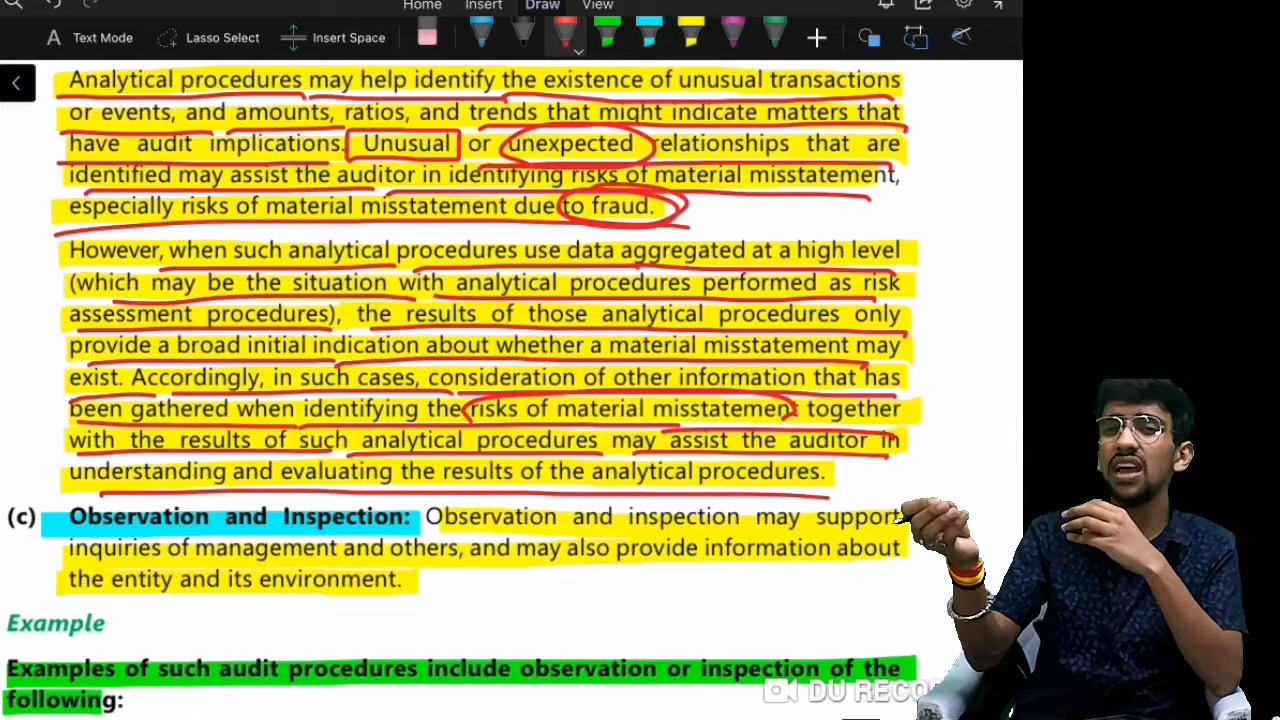 Home Insert Draw View
A Text Mode Lasso Select Insert Space
Analytical procedures may help identify the existence of unusual transactions
or events, and amounts, ratios, and trends that might indicate matters that
have audit implications. Unusual or unexpected relationships that are
identified may assist the auditor in identifying risks of material misstatement,
especially risks of material misstatement due to fraud.
However, when such analytical procedures use data aggregated at a high level
(which may be the situation with analytical procedures performed as risk
assessment procedures), the results of those analytical procedures only
provide a broad initial indication about whether a material misstatement may
exist. Accordingly, in such cases, consideration of other information that has
been gathered when identifying the risks of material misstatement together
with the results of such analytical procedures may assist the auditor in
understanding and evaluating the results of the analytical procedures.
(c) Observation and Inspection: Observation and inspection may support
inquiries of management and others, and may also provide information about
the entity and its environment.
Example
Examples of such audit procedures include observation or inspection of the
following:
DU RECO